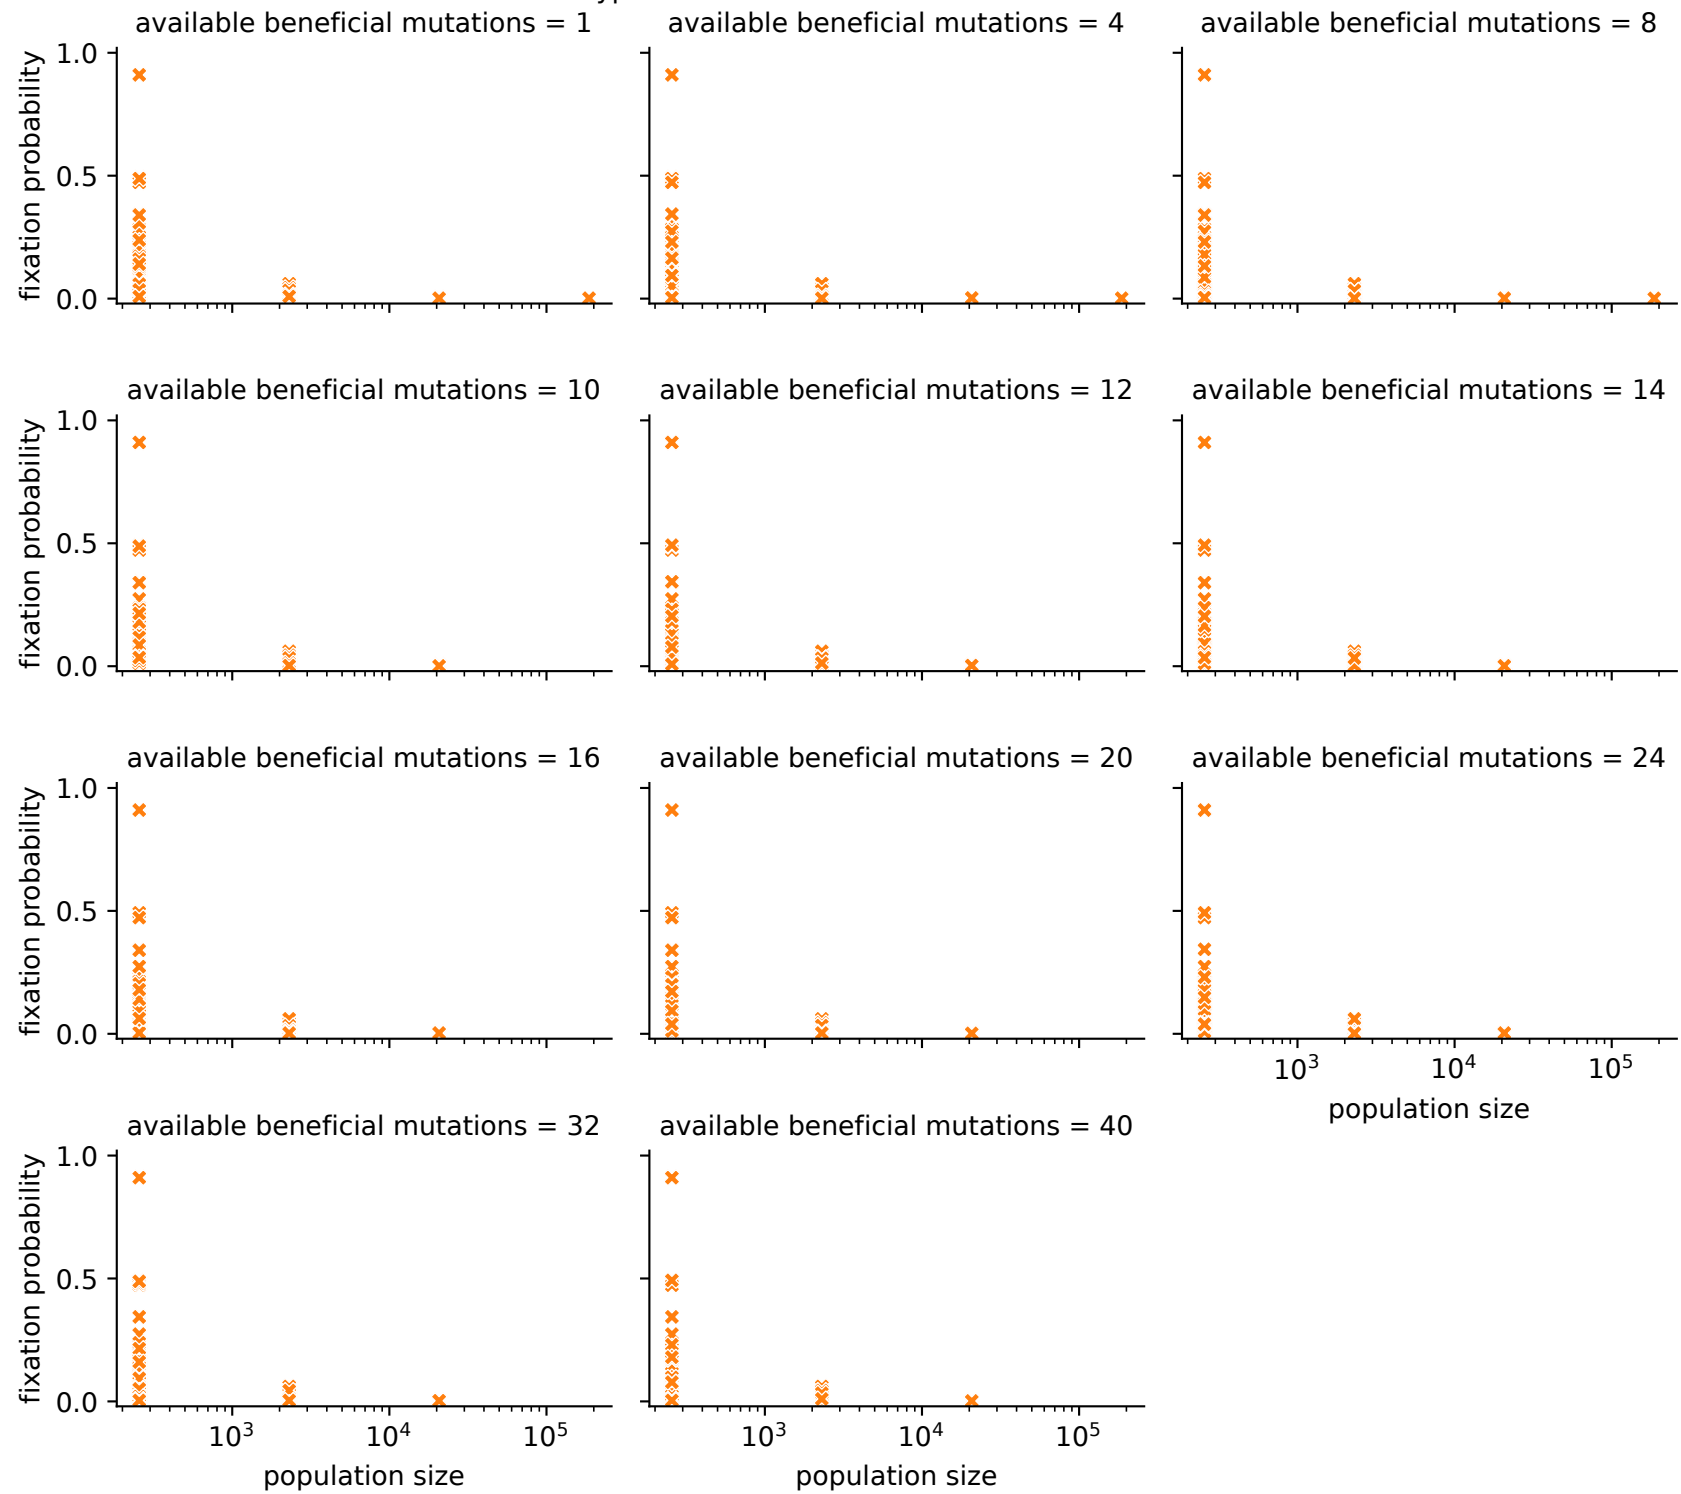 available beneficial mutations = 1
available beneficial mutations = 4
available beneficial mutations = 8
fixation probability
1.0
0.5
0.0
available beneficial mutations = 10
available beneficial mutations = 12
available beneficial mutations = 14
fixation probability
1.0
0.5
0.0
available beneficial mutations = 16
available beneficial mutations = 20
available beneficial mutations = 24
fixation probability
1.0
0.5
0.0
10³ 10⁴ 10⁵
population size
available beneficial mutations = 32
available beneficial mutations = 40
fixation probability
1.0
0.5
0.0
10³ 10⁴ 10⁵
10³ 10⁴ 10⁵
population size
population size